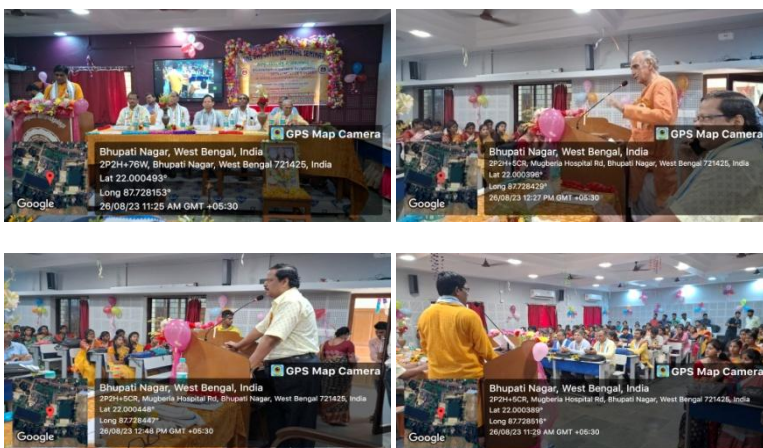 INTERNATIONAL SEMINAR
GPS Map Camera
Bhupati Nagar, West Bengal, India
2P2H+76W, Bhupati Nagar, West Bengal 721425, India
Lat 22.000493°
Long 87.728153°
26/08/23 11:25 AM GMT +05:30
Google
GPS Map Camera
Bhupati Nagar, West Bengal, India
2P2H+5CR, Mugberia Hospital Rd, Bhupati Nagar, West Bengal 721425, India
Lat 22.000396°
Long 87.728429°
26/08/23 12:27 PM GMT +05:30
Google
GPS Map Camera
Bhupati Nagar, West Bengal, India
2P2H+5CR, Mugberia Hospital Rd, Bhupati Nagar, West Bengal 721425, India
Lat 22.000448°
Long 87.728447°
26/08/23 12:48 PM GMT +05:30
Google
GPS Map Camera
Bhupati Nagar, West Bengal, India
2P2H+5CR, Mugberia Hospital Rd, Bhupati Nagar, West Bengal 721425, India
Lat 22.000389°
Long 87.728516°
26/08/23 11:29 AM GMT +05:30
Google